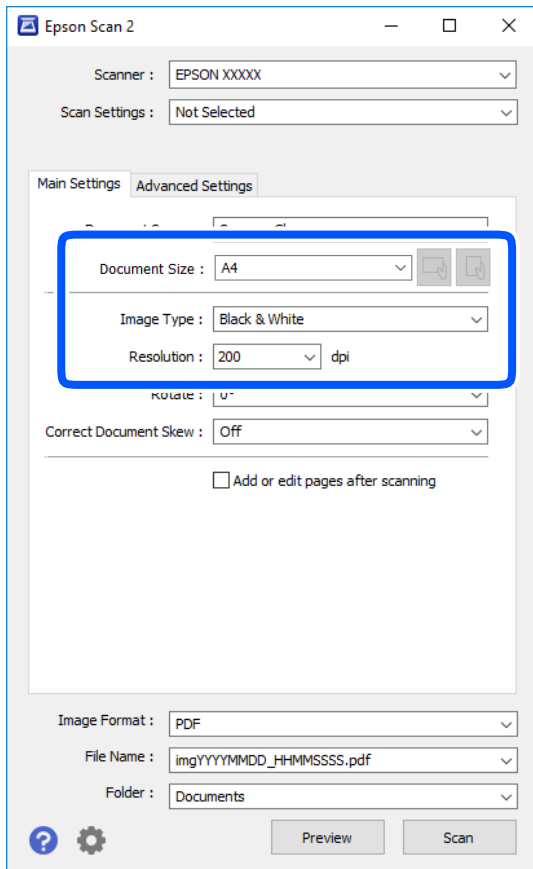 Epson Scan 2
Scanner : EPSON XXXXX
Scan Settings : Not Selected
Main Settings Advanced Settings
Document Size : A4
Image Type : Black & White
Resolution : 200 dpi
Rotate : 0°
Correct Document Skew : Off
Add or edit pages after scanning
Image Format : PDF
File Name : imgYYYYMMDD_HHMMSSSS.pdf
Folder : Documents
? Preview Scan